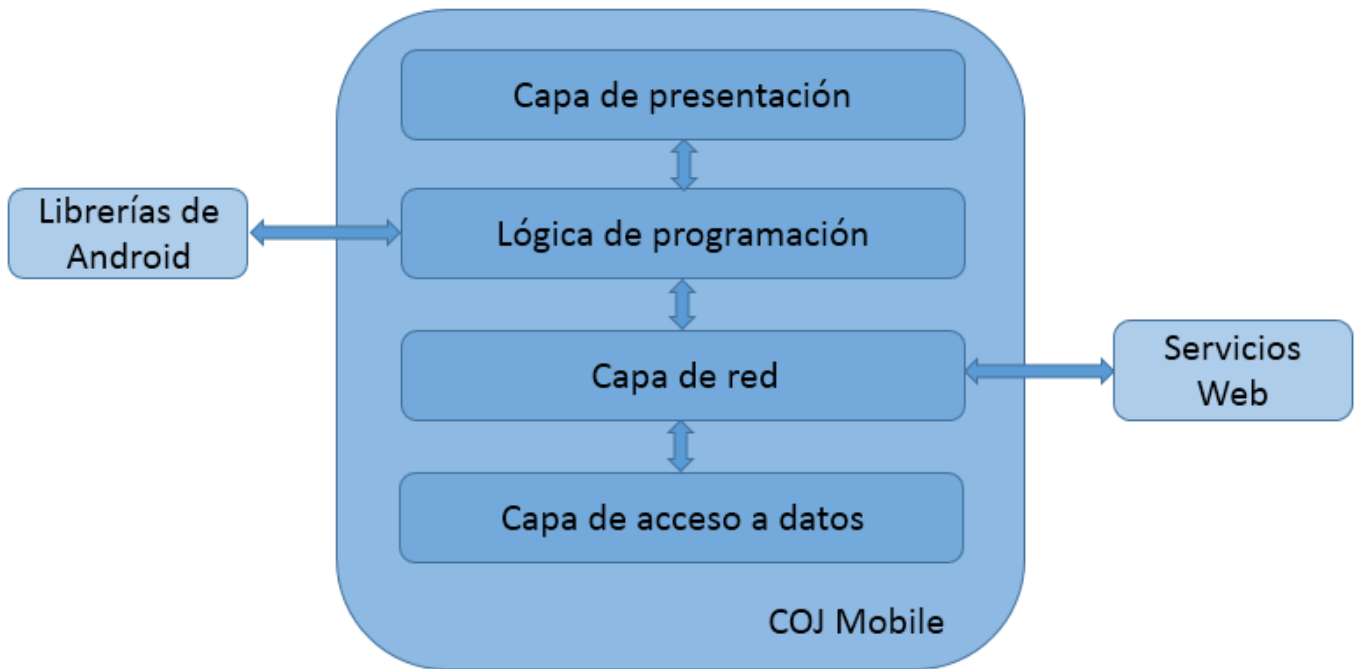 Capa de presentación
Librerías de
Android
Lógica de programación
Capa de red
Servicios
Web
Capa de acceso a datos
COJ Mobile